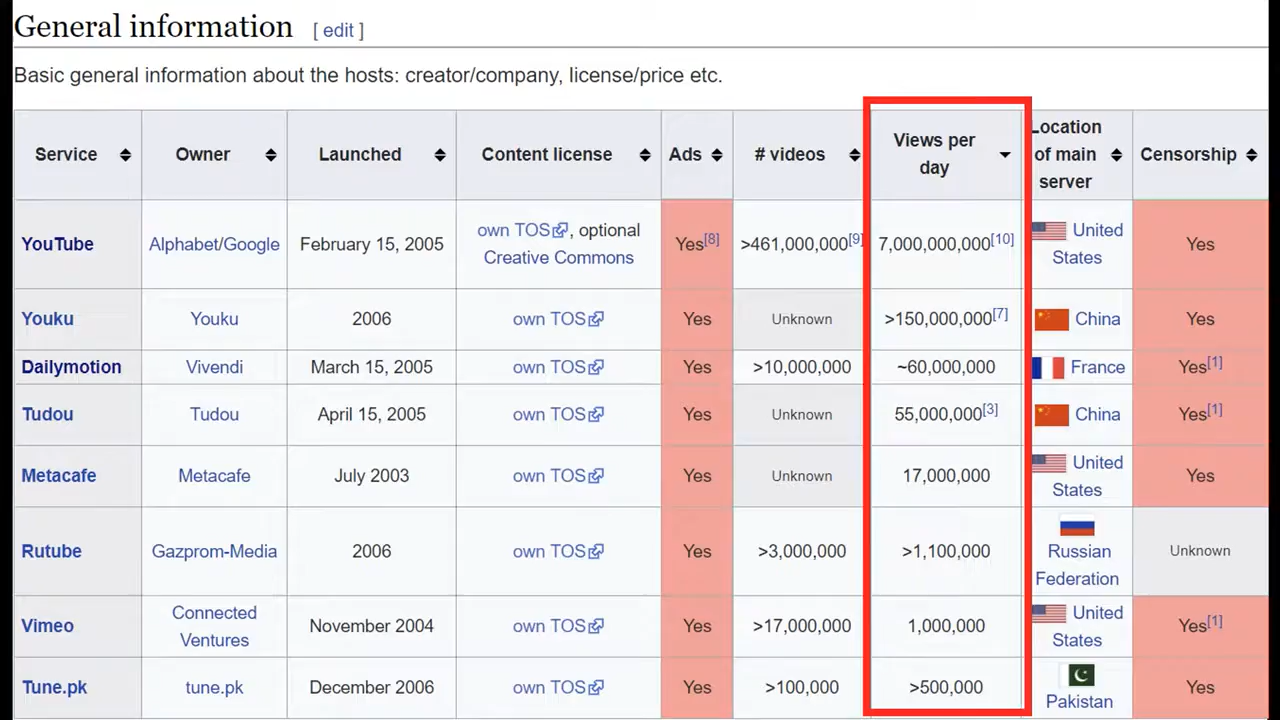 General information [ edit ]
Basic general information about the hosts: creator/company, license/price etc.
Service Owner Launched Content license Ads # videos Views per day Location of main server Censorship
YouTube Alphabet/Google February 15, 2005 own TOS, optional Creative Commons Yes[8] >461,000,000[9] 7,000,000,000[10] United States Yes
Youku Youku 2006 own TOS Yes Unknown >150,000,000[7] China Yes
Dailymotion Vivendi March 15, 2005 own TOS Yes >10,000,000 ~60,000,000 France Yes[1]
Tudou Tudou April 15, 2005 own TOS Yes Unknown 55,000,000[3] China Yes[1]
Metacafe Metacafe July 2003 own TOS Yes Unknown 17,000,000 United States Yes
Rutube Gazprom-Media 2006 own TOS Yes >3,000,000 >1,100,000 Russian Federation Unknown
Vimeo Connected Ventures November 2004 own TOS Yes >17,000,000 1,000,000 United States Yes[1]
Tune.pk tune.pk December 2006 own TOS Yes >100,000 >500,000 Pakistan Yes